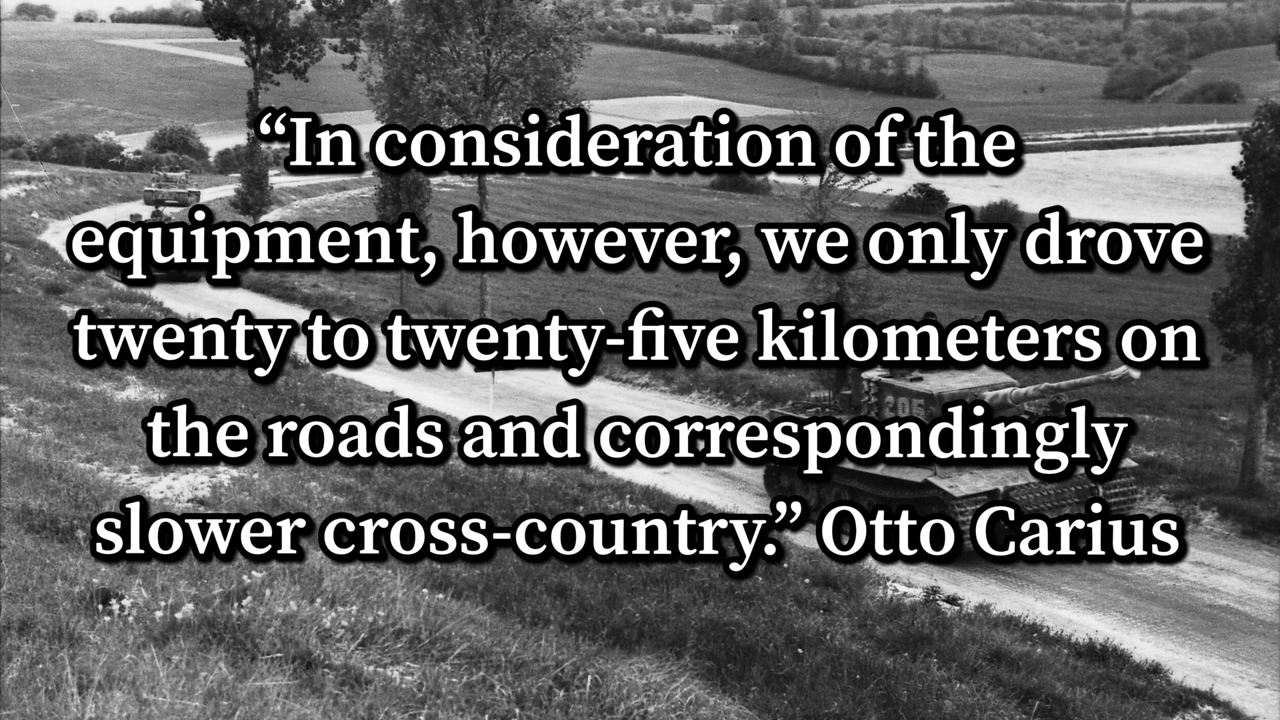 “In consideration of the
equipment, however, we only drove
twenty to twenty-five kilometers on
the roads and correspondingly
slower cross-country.” Otto Carius
205